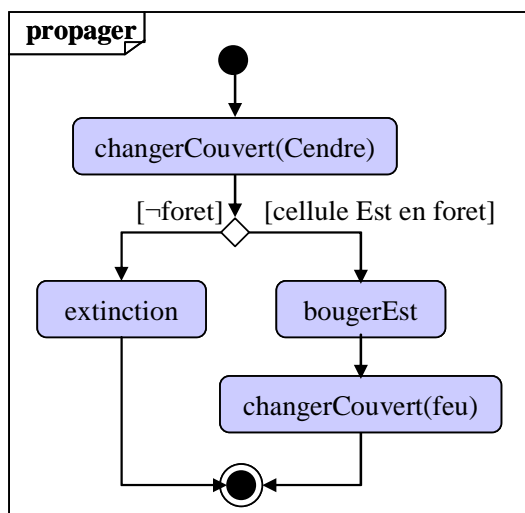 propager
changerCouvert(Cendre)
[¬foret] [cellule Est en foret]
extinction
bougerEst
changerCouvert(feu)